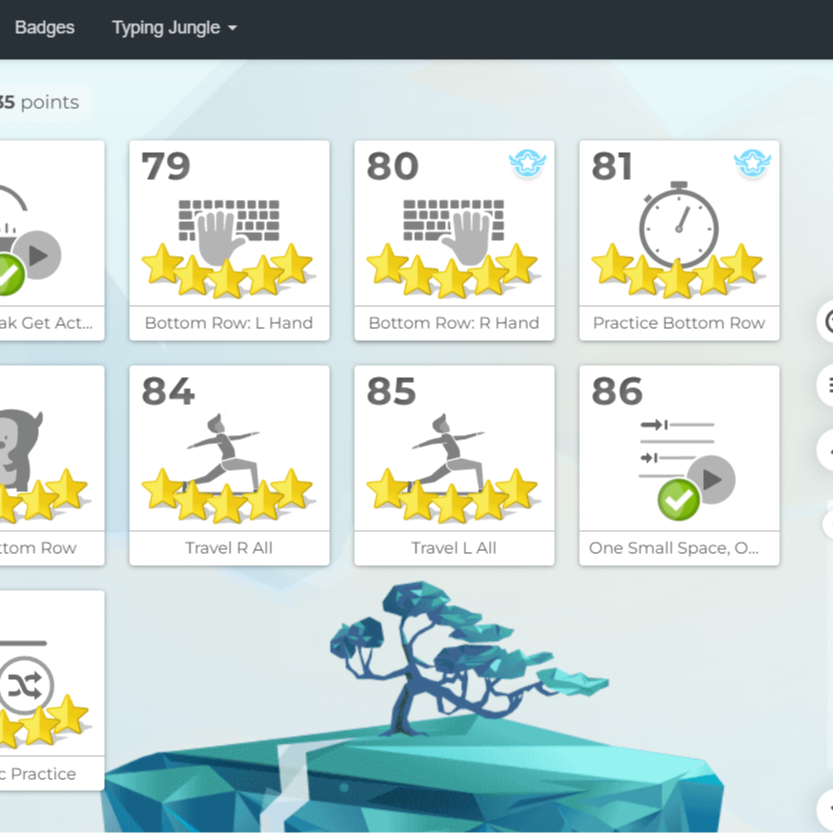 Badges Typing Jungle
35 points
79
80
81
ak Get Act...
Bottom Row: L Hand
Bottom Row: R Hand
Practice Bottom Row
84
85
86
ttom Row
Travel R All
Travel L All
One Small Space, O...
c Practice